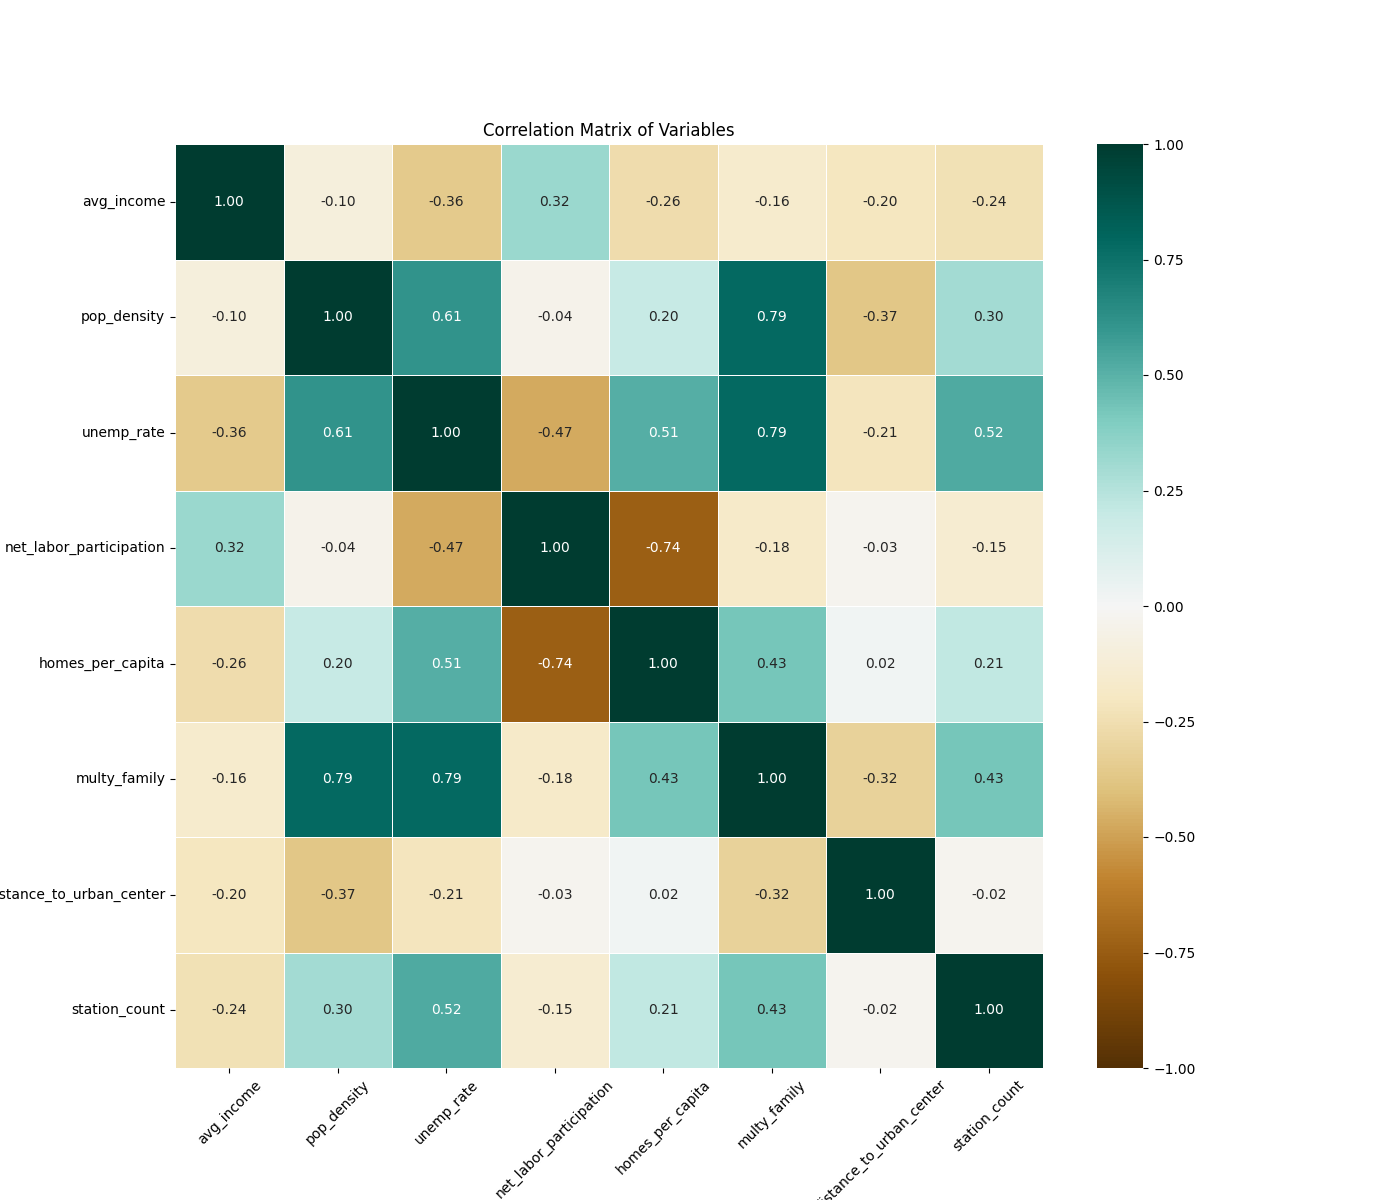 Correlation Matrix of Variables
avg_income 1.00 -0.10 -0.36 0.32 -0.26 -0.16 -0.20 -0.24
pop_density -0.10 1.00 0.61 -0.04 0.20 0.79 -0.37 0.30
unemp_rate -0.36 0.61 1.00 -0.47 0.51 0.79 -0.21 0.52
net_labor_participation 0.32 -0.04 -0.47 1.00 -0.74 -0.18 -0.03 -0.15
homes_per_capita -0.26 0.20 0.51 -0.74 1.00 0.43 0.02 0.21
multy_family -0.16 0.79 0.79 -0.18 0.43 1.00 -0.32 0.43
stance_to_urban_center -0.20 -0.37 -0.21 -0.03 0.02 -0.32 1.00 -0.02
station_count -0.24 0.30 0.52 -0.15 0.21 0.43 -0.02 1.00
avg_income
pop_density
unemp_rate
net_labor_participation
homes_per_capita
multy_family
istance_to_urban_center
station_count
1.00
0.75
0.50
0.25
0.00
−0.25
−0.50
−0.75
−1.00